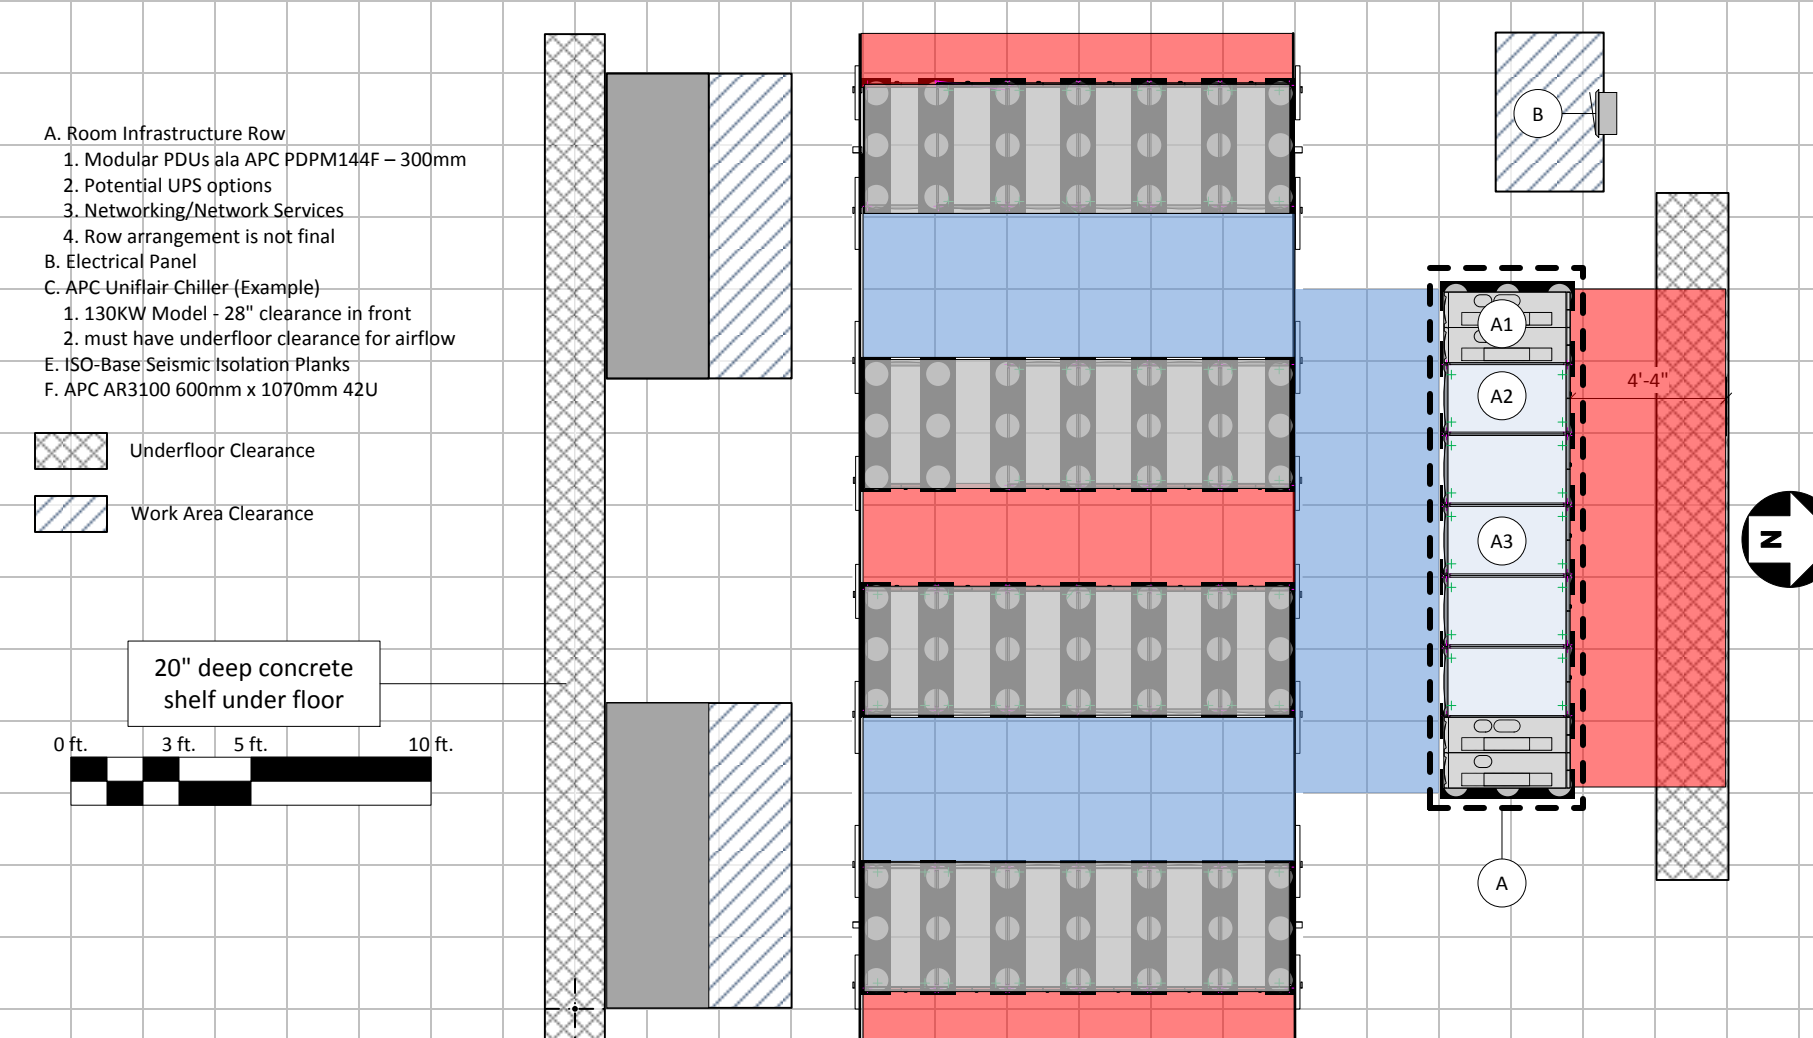 A. Room Infrastructure Row
1. Modular PDUs ala APC PDPM144F – 300mm
2. Potential UPS options
3. Networking/Network Services
4. Row arrangement is not final
B. Electrical Panel
C. APC Uniflair Chiller (Example)
1. 130KW Model - 28" clearance in front
2. must have underfloor clearance for airflow
E. ISO-Base Seismic Isolation Planks
F. APC AR3100 600mm x 1070mm 42U
Underfloor Clearance
Work Area Clearance
20" deep concrete
shelf under floor
0 ft. 3 ft. 5 ft. 10 ft.
B
A1
A2
4'-4"
A3
N
A